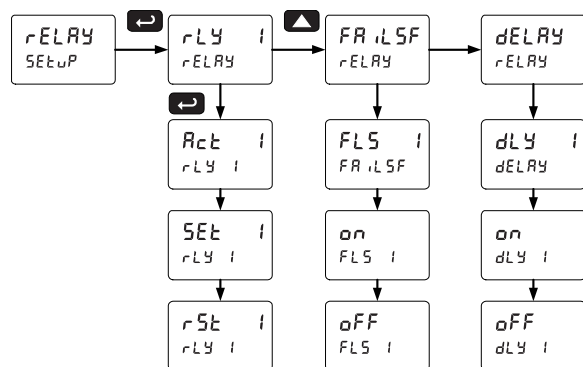 rELAY
SEtuP
rLY 1
rELAY
FAiLSF
rELAY
dELAY
rELAY
Act 1
rLY 1
FLS 1
FAiLSF
dLY 1
dELAY
SEt 1
rLY 1
on
FLS 1
on
dLY 1
rSt 1
rLY 1
oFF
FLS 1
oFF
dLY 1